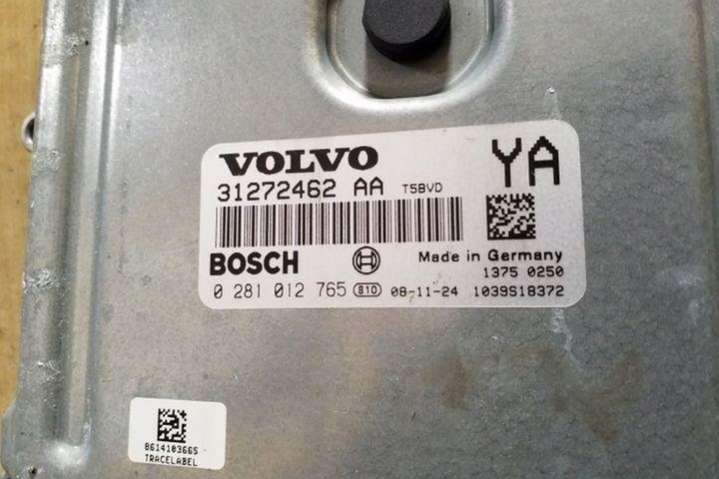 VOLVO
YA
31272462 AA T5BVD
BOSCH
Made in Germany
1375 0250
0 281 012 765 810 08-11-24 1039S18372
8614103665
TRACELABEL